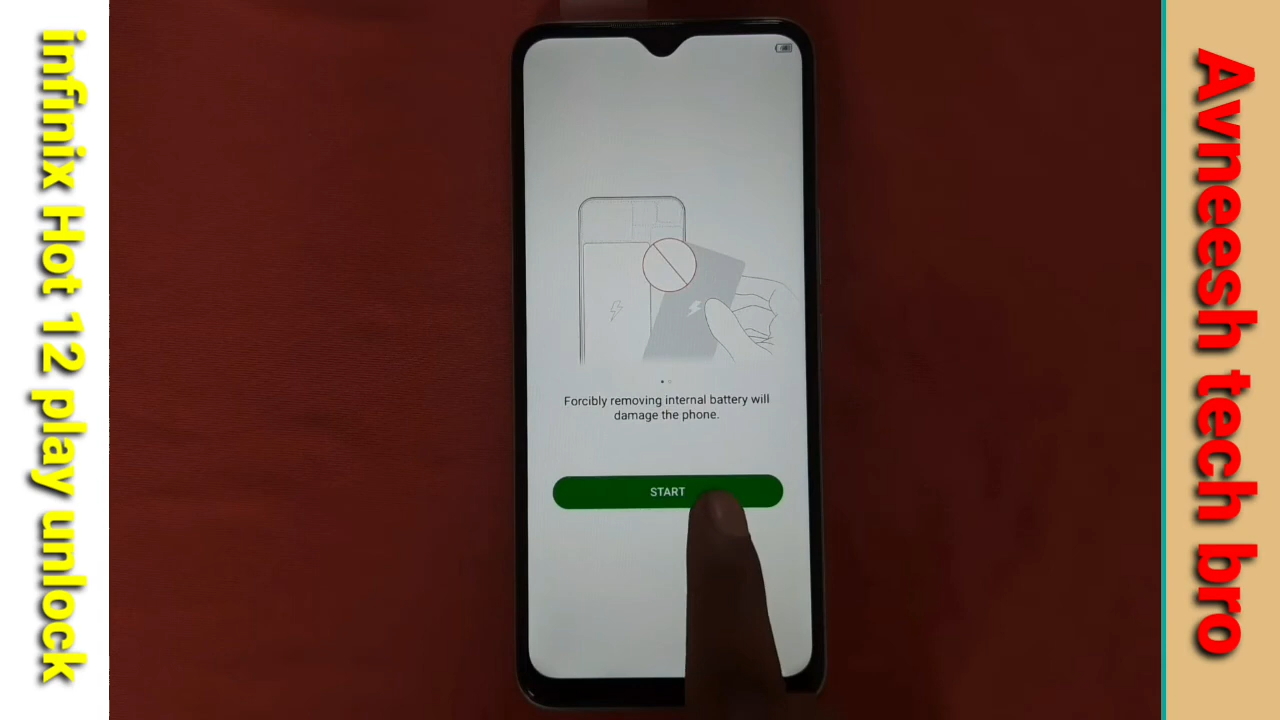 infinix Hot 12 play unlock
Forcibly removing internal battery will
damage the phone.
START
Avneesh tech bro